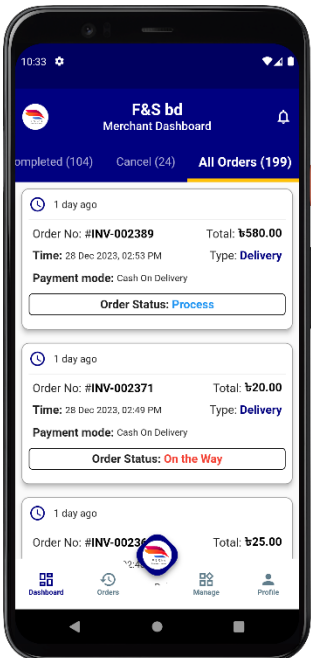 10:33
F&S bd
Merchant Dashboard
ompleted (104) Cancel (24) All Orders (199)
1 day ago
Order No: #INV-002389 Total: ৳580.00
Time: 28 Dec 2023, 02:53 PM Type: Delivery
Payment mode: Cash On Delivery
Order Status: Process
1 day ago
Order No: #INV-002371 Total: ৳20.00
Time: 28 Dec 2023, 02:49 PM Type: Delivery
Payment mode: Cash On Delivery
Order Status: On the Way
1 day ago
Order No: #INV-0023 Total: ৳25.00
Dashboard Orders Manage Profile